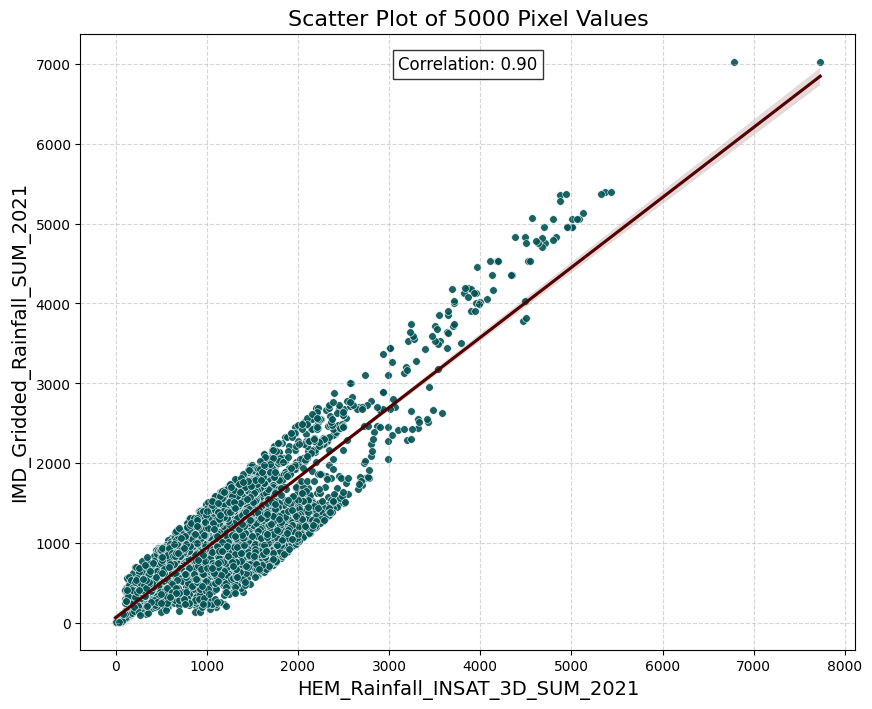 Scatter Plot of 5000 Pixel Values
Correlation: 0.90
IMD_Gridded_Rainfall_SUM_2021
7000
6000
5000
4000
3000
2000
1000
0
0 1000 2000 3000 4000 5000 6000 7000 8000
HEM_Rainfall_INSAT_3D_SUM_2021